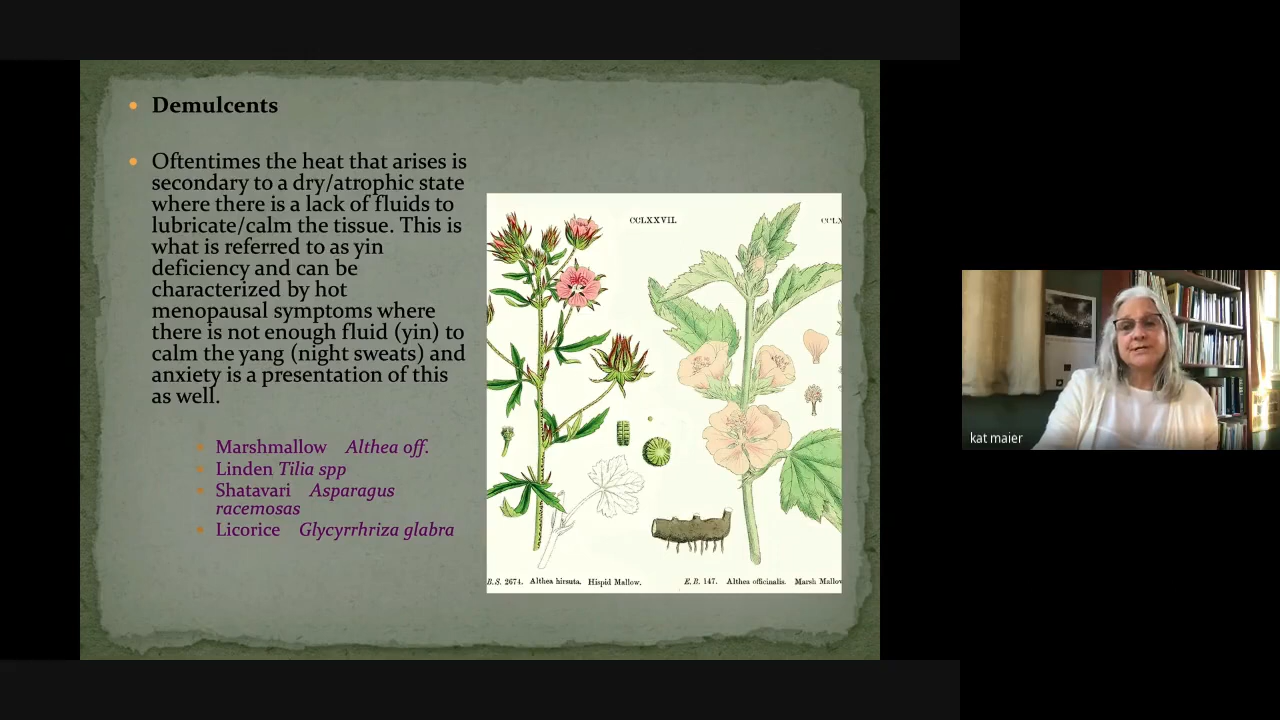 Demulcents
Oftentimes the heat that arises is
secondary to a dry/atrophic state
where there is a lack of fluids to
lubricate/calm the tissue. This is
what is referred to as yin
deficiency and can be
characterized by hot
menopausal symptoms where
there is not enough fluid (yin) to
calm the yang (night sweats) and
anxiety is a presentation of this
as well.
Marshmallow Althea off.
Linden Tilia spp
Shatavari Asparagus
racemosas
Licorice Glycyrrhriza glabra
CCLXXVII.
B.S. 2674. Althea hirsuta. Hispid Mallow.
E.B. 147. Althea officinalis. Marsh Mallow
kat maier